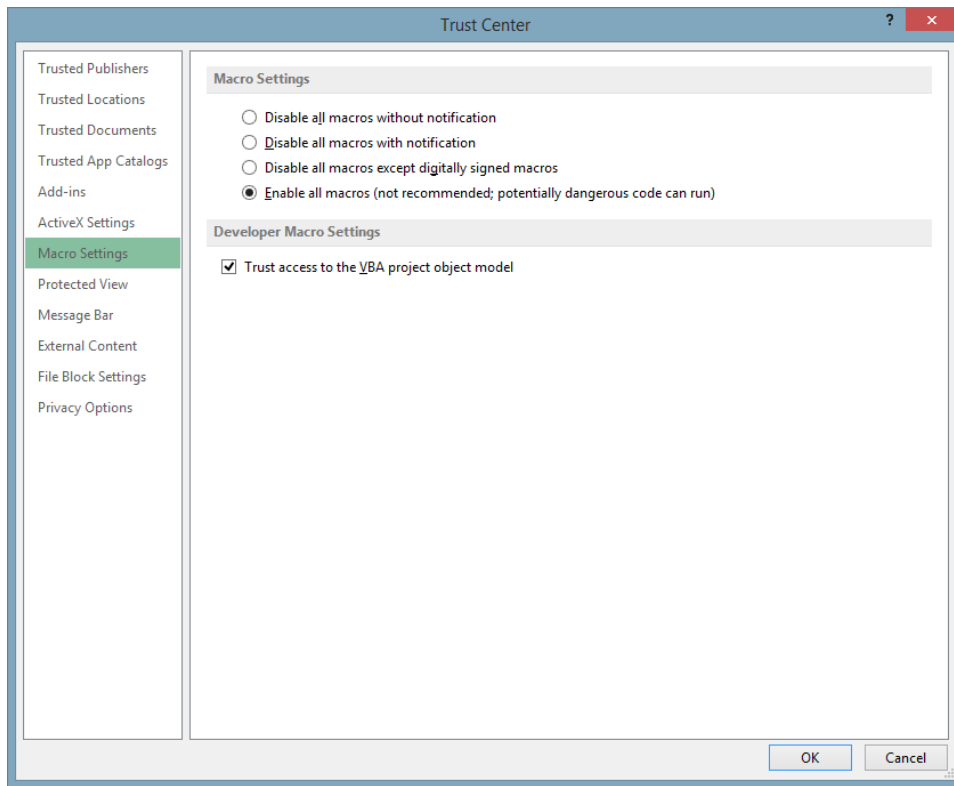 Trust Center
?
Trusted Publishers
Trusted Locations
Trusted Documents
Trusted App Catalogs
Add-ins
ActiveX Settings
Macro Settings
Protected View
Message Bar
External Content
File Block Settings
Privacy Options
Macro Settings
Disable all macros without notification
Disable all macros with notification
Disable all macros except digitally signed macros
Enable all macros (not recommended; potentially dangerous code can run)
Developer Macro Settings
Trust access to the VBA project object model
OK
Cancel